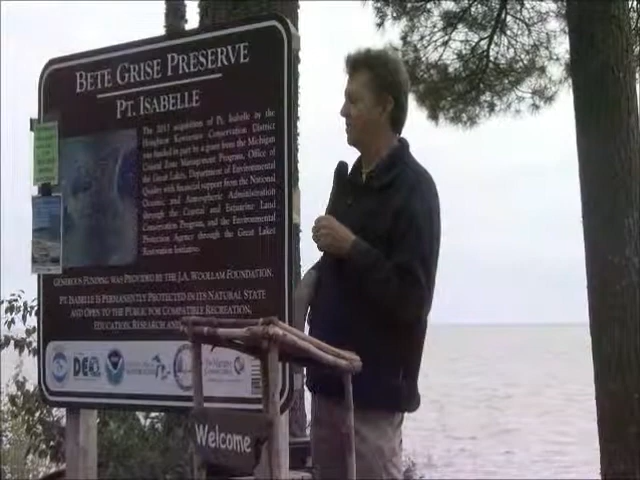 BETE GRISE PRESERVE
PT. ISABELLE
The 2013 acquisition of Pt. Isabelle by the
Houghton Keweenaw Conservation District
was funded in part by a grant from the Michigan
Coastal Zone Management Program, Office of
the Great Lakes, Department of Environmental
Quality with financial support from the National
Oceanic and Atmospheric Administration
through the Coastal and Estuarine Land
Conservation Program, and the Environmental
Protection Agency through the Great Lakes
Restoration Initiative.
GENEROUS FUNDING WAS PROVIDED BY THE J.A. WOOLLAM FOUNDATION.
PT. ISABELLE IS PERMANENTLY PROTECTED IN ITS NATURAL STATE
AND OPEN TO THE PUBLIC FOR COMPATIBLE RECREATION,
EDUCATION, RESEARCH AND
DEQ
Welcome